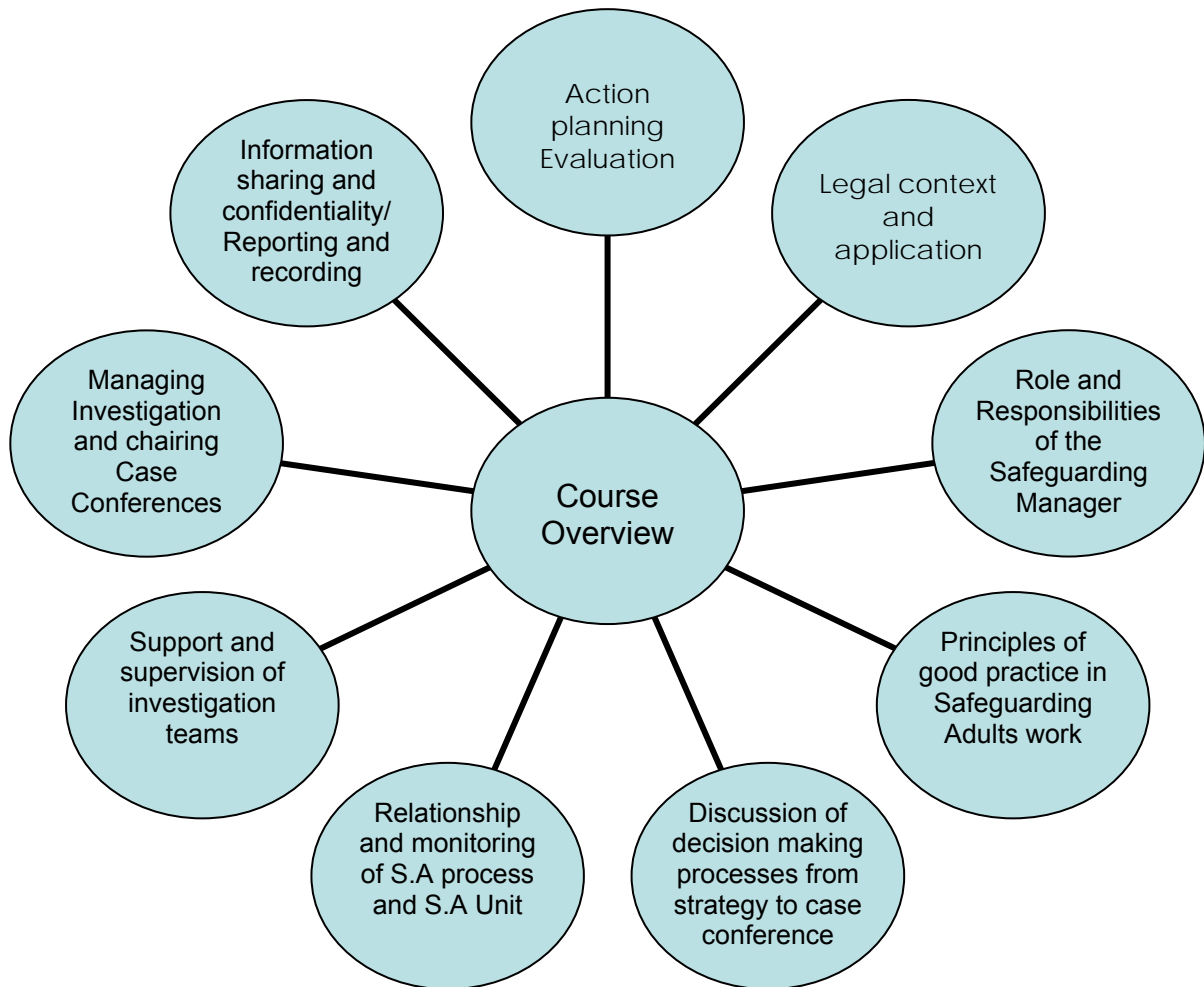 Action
planning
Evaluation
Legal context
and
application
Role and
Responsibilities
of the
Safeguarding
Manager
Principles of
good practice in
Safeguarding
Adults work
Discussion of
decision making
processes from
strategy to case
conference
Relationship
and monitoring
of S.A process
and S.A Unit
Support and
supervision of
investigation
teams
Managing
Investigation
and chairing
Case
Conferences
Information
sharing and
confidentiality/
Reporting and
recording
Course
Overview